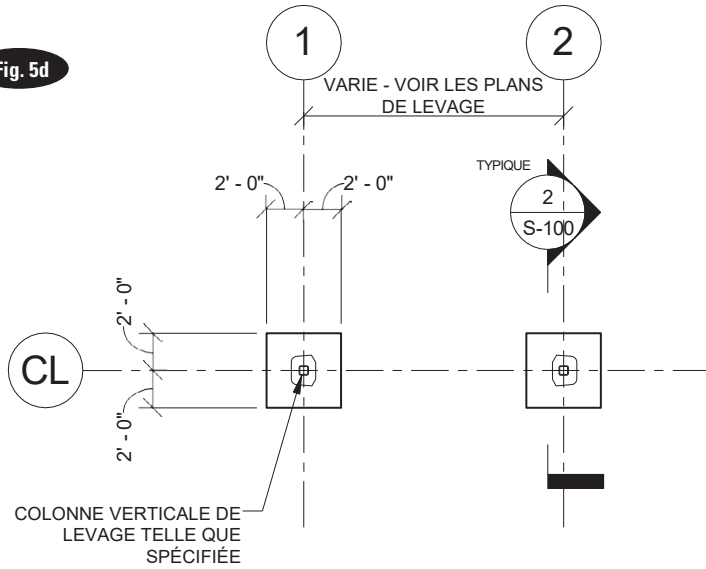 Fig. 5d
1
2
VARIE - VOIR LES PLANS
DE LEVAGE
TYPIQUE
2' - 0"
2' - 0"
2
S-100
2' - 0"
CL
2' - 0"
COLONNE VERTICALE DE
LEVAGE TELLE QUE
SPÉCIFIÉE